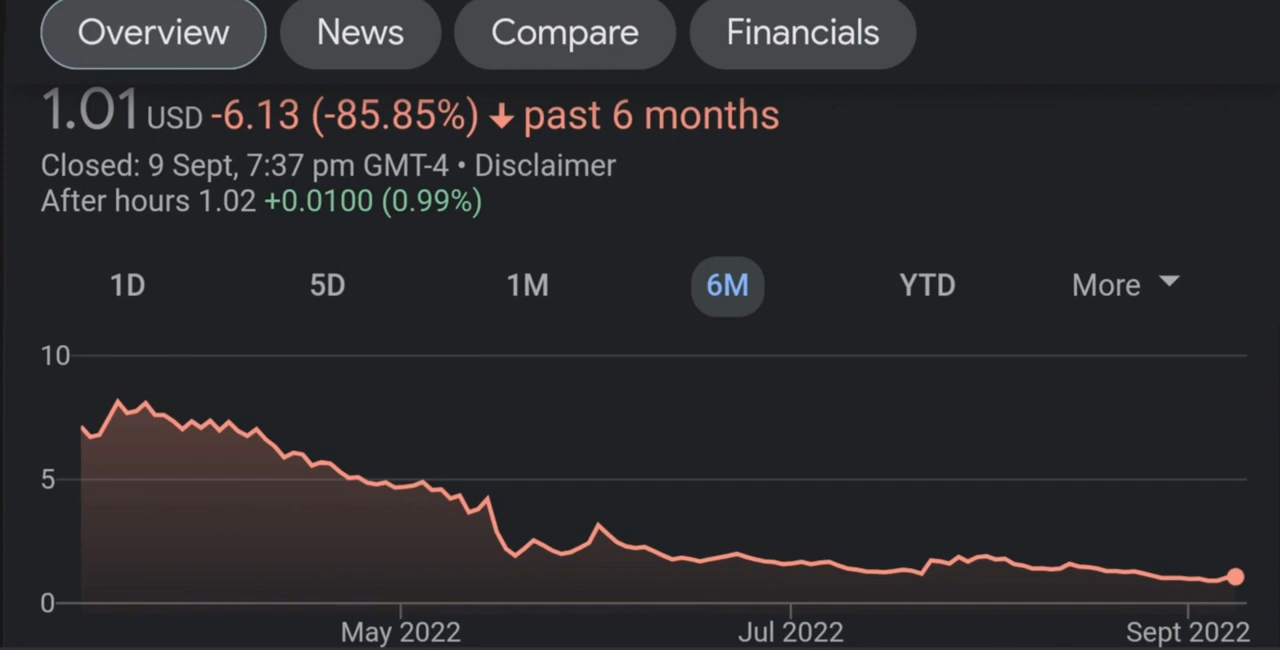 Overview News Compare Financials
1.01 USD -6.13 (-85.85%) ↓ past 6 months
Closed: 9 Sept, 7:37 pm GMT-4 • Disclaimer
After hours 1.02 +0.0100 (0.99%)
1D 5D 1M 6M YTD More
10
5
0
May 2022 Jul 2022 Sept 2022